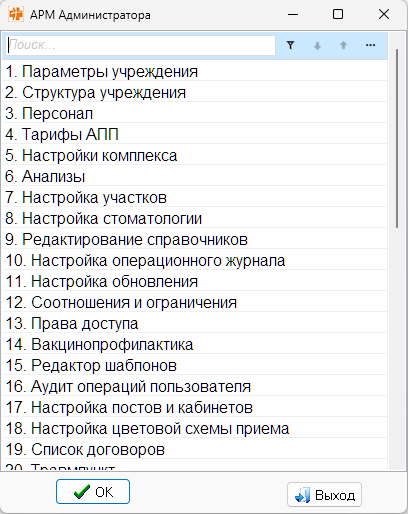 АРМ Администратора
Поиск...
1. Параметры учреждения
2. Структура учреждения
3. Персонал
4. Тарифы АПП
5. Настройки комплекса
6. Анализы
7. Настройка участков
8. Настройка стоматологии
9. Редактирование справочников
10. Настройка операционного журнала
11. Настройка обновления
12. Соотношения и ограничения
13. Права доступа
14. Вакцинопрофилактика
15. Редактор шаблонов
16. Аудит операций пользователя
17. Настройка постов и кабинетов
18. Настройка цветовой схемы приема
19. Список договоров
20. Травмпункт
OK
Выход